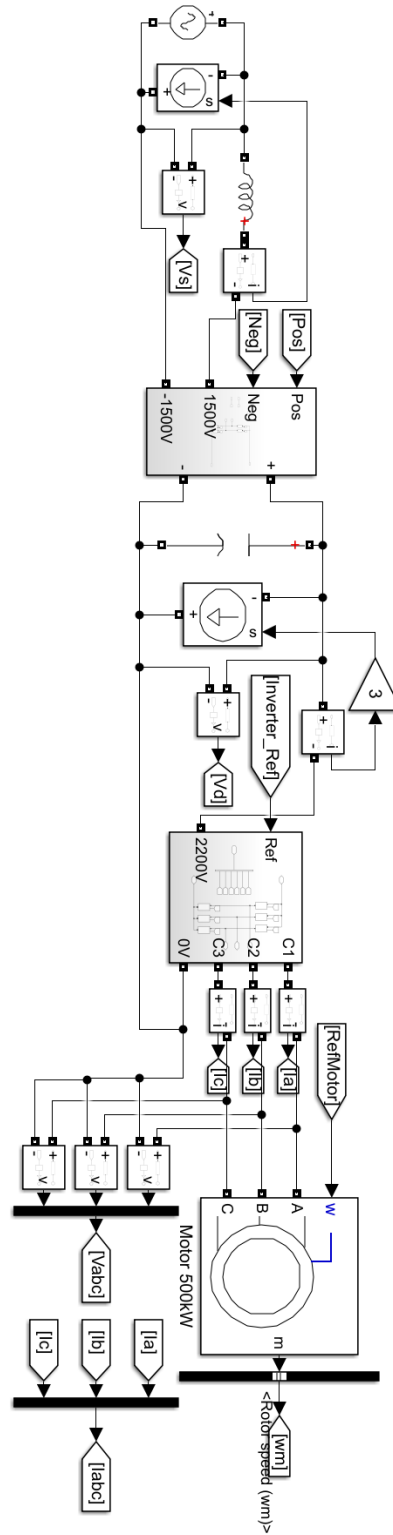 s
-
+
+
-
v
[Vs]
+
i
-
[Pos]
[Neg]
Pos
Neg
1500V
-1500V
+
-
+
s
-
+
3
+
i
-
+
-
v
[Vd]
[Inverter_Ref]
Ref
2200V
C1
C2
C3
0V
+
i
-
[Ia]
+
i
-
[Ib]
+
i
-
[Ic]
[RefMotor]
w
A
B
C
m
Motor 500kW
<Rotor speed (wm)>
[wm]
+
-
v
+
-
v
+
-
v
[Vabc]
[Ia]
[Ib]
[Ic]
[Iabc]